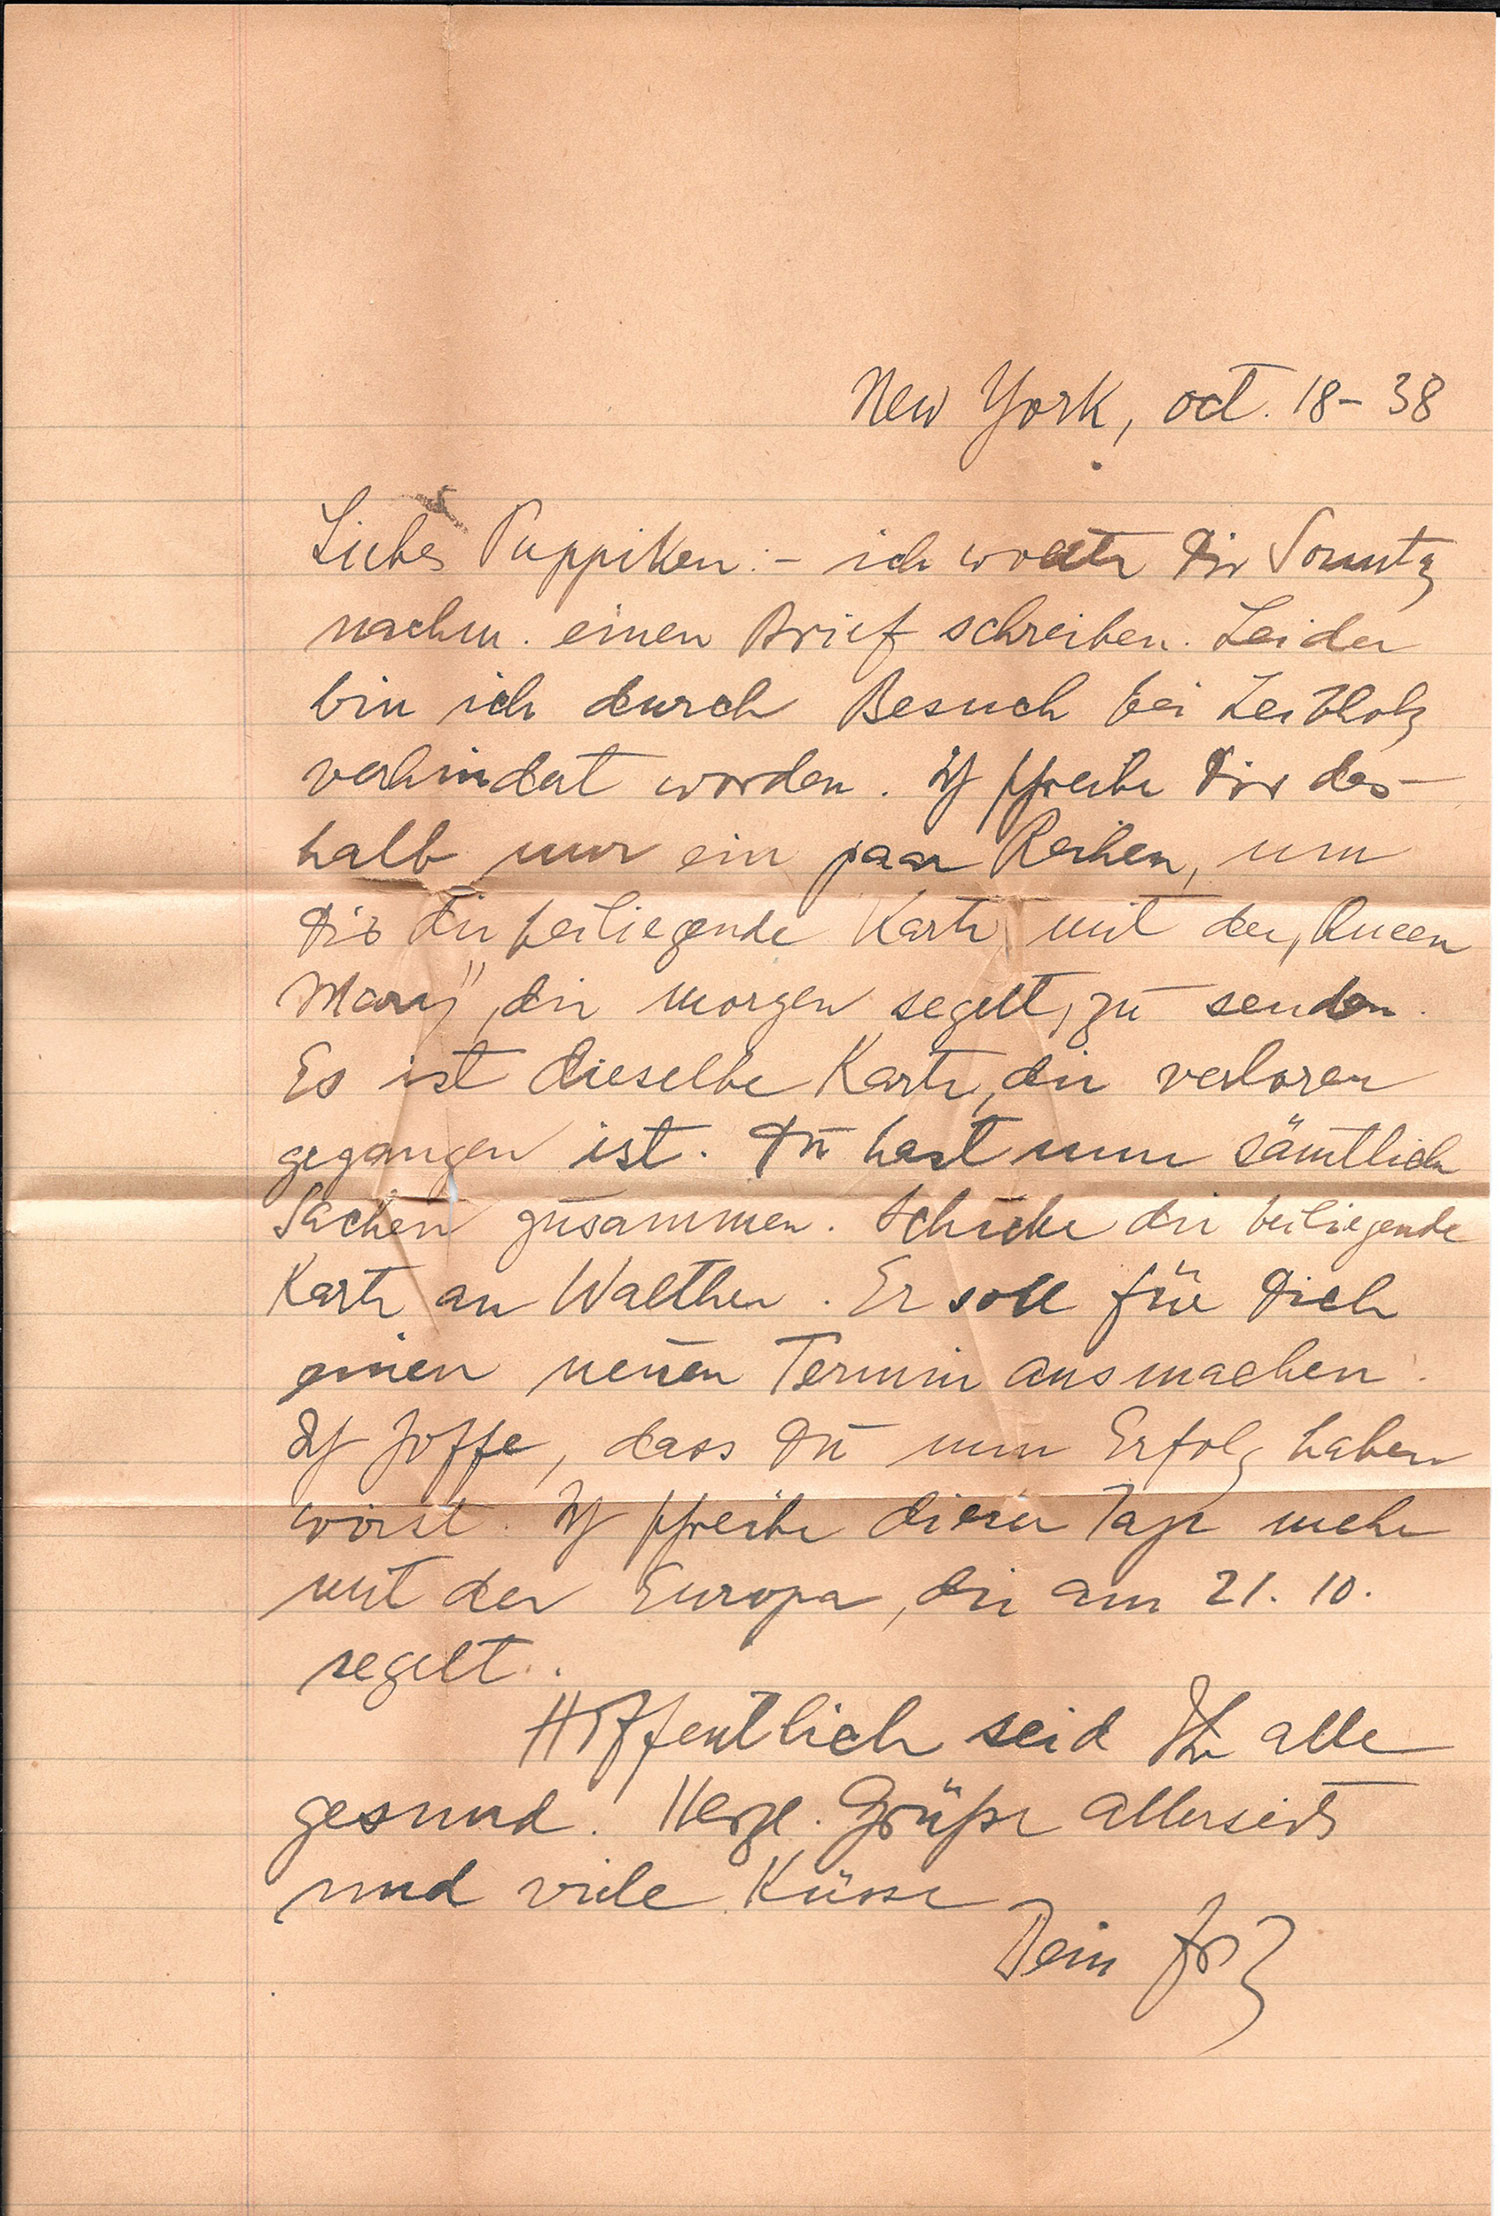 New York, oct. 18-38
Liebes Puppiken: - ich wollte Dir Sonntg
nachm. einen Brief schreiben. Leider
bin ich durch Besuch bei Leibholz
verhindert worden. Ich schreibe Dir des-
halb nur ein paar Reihen, um
Dir die beiliegende Karte mit der „Queen
Mary", die morgen segelt, zu senden.
Es ist dieselbe Karte, die verloren
gegangen ist. Du hast nun sämtliche
Sachen zusammen. Schicke die beiliegende
Karte an Walther. Er soll für Dich
einen neuen Termin ausmachen.
Ich hoffe, dass Du nun Erfolg haben
wirst. Ich schreibe dieser Tage mehr
mit der Europa, die am 21. 10.
segelt.
Hoffentlich seid Ihr alle
gesund. Herzl. Grüße allerseits
und viele Küsse
Dein